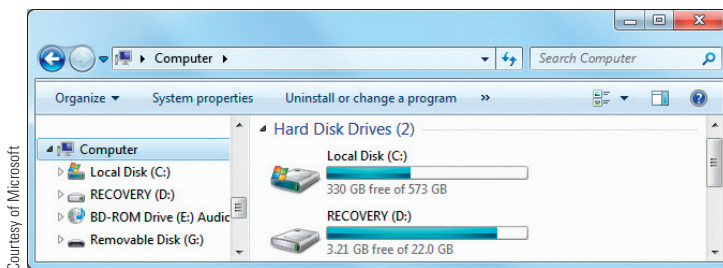 Computer
Search Computer
Organize
System properties
Uninstall or change a program
»
Computer
Local Disk (C:)
RECOVERY (D:)
BD-ROM Drive (E:) Audic
Removable Disk (G:)
Hard Disk Drives (2)
Local Disk (C:)
330 GB free of 573 GB
RECOVERY (D:)
3.21 GB free of 22.0 GB
Courtesy of Microsoft